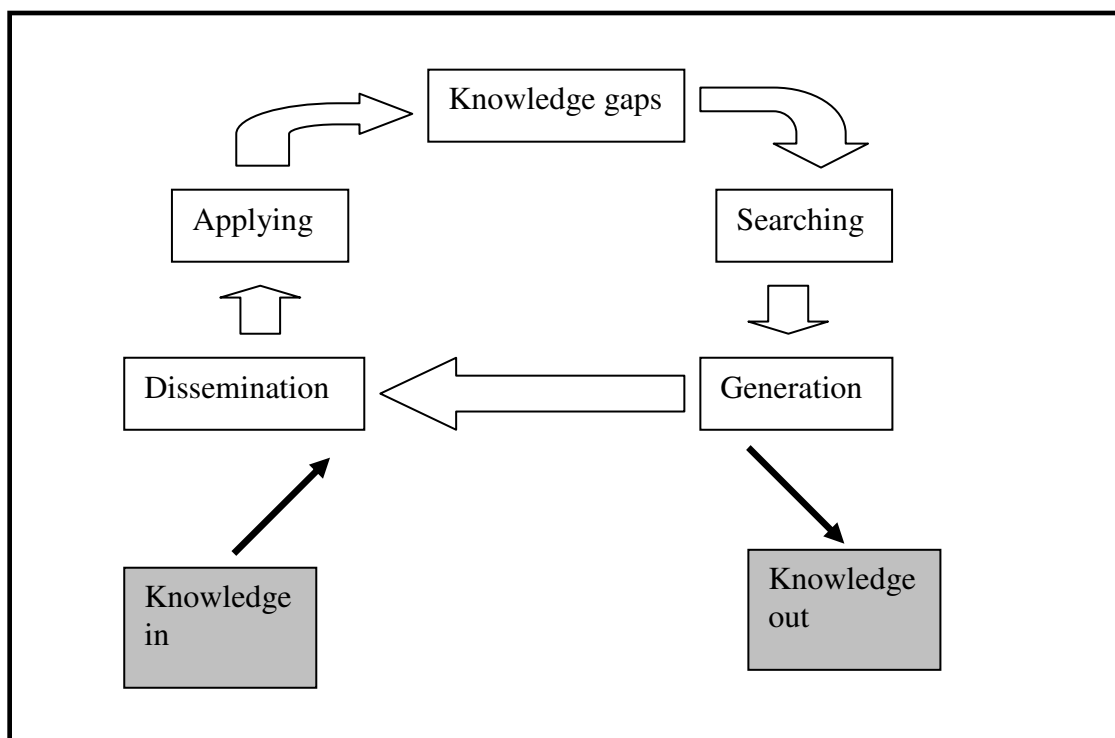 Knowledge gaps
Applying
Searching
Dissemination
Generation
Knowledge
in
Knowledge
out